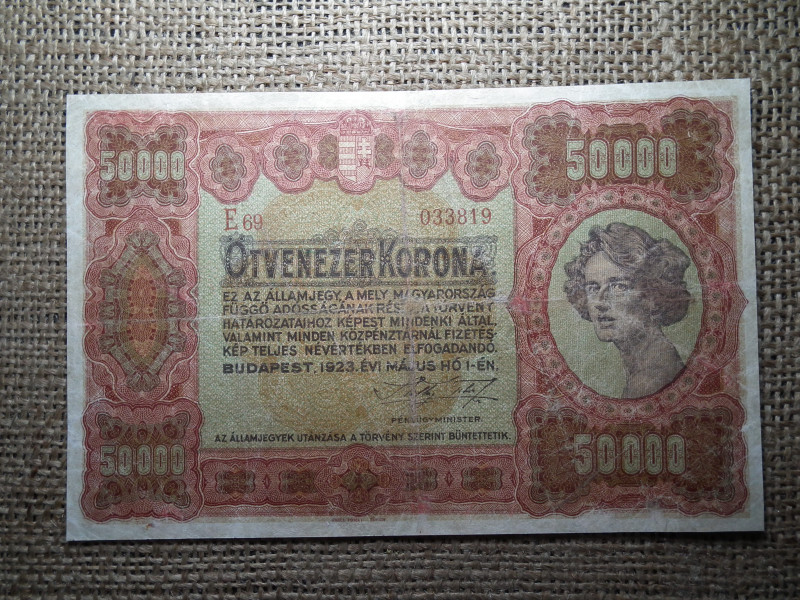 50000
50000
E 69
033819
ÖTVENEZER KORONA.
EZ AZ ÁLLAMJEGY, A MELY MAGYARORSZÁG
FÜGGŐ ADÓSSÁGÁNAK RÉSZE, A TÖRVÉNY
HATÁROZATAIHOZ KÉPEST MINDENKI ÁLTAL,
VALAMINT MINDEN KÖZPÉNZTÁRNÁL FIZETÉS-
KÉP TELJES NÉVÉRTÉKBEN ELFOGADANDÓ.
BUDAPEST, 1923. ÉVI MÁJUS HÓ 1-ÉN.
PÉNZÜGYMINISTER
AZ ÁLLAMJEGYEK UTÁNZÁSA A TÖRVÉNY SZERINT BÜNTETTETIK.
50000
50000